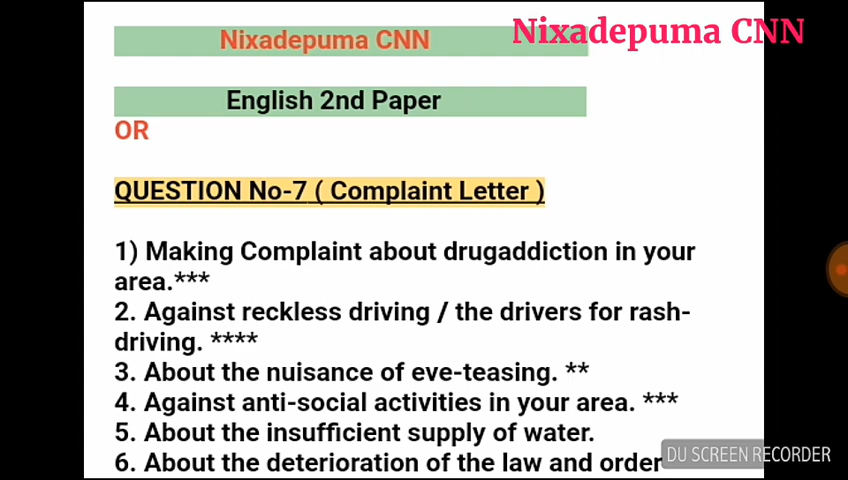 Nixadepuma CNN
Nixadepuma CNN
English 2nd Paper
OR
QUESTION No-7 ( Complaint Letter )
1) Making Complaint about drugaddiction in your
area.***
2. Against reckless driving / the drivers for rash-
driving. ****
3. About the nuisance of eve-teasing. **
4. Against anti-social activities in your area. ***
5. About the insufficient supply of water.
6. About the deterioration of the law and order
DU SCREEN RECORDER